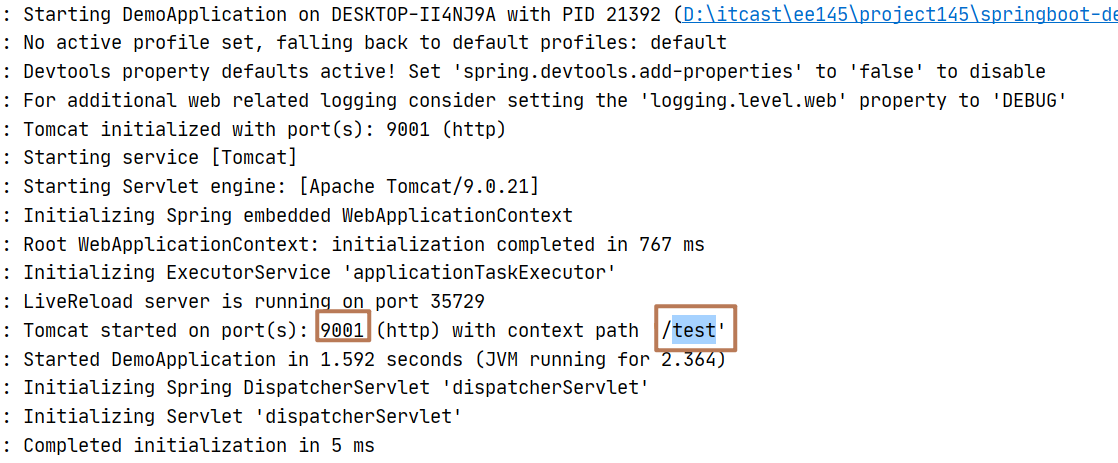 : Starting DemoApplication on DESKTOP-II4NJ9A with PID 21392 (D:\itcast\ee145\project145\springboot-de
: No active profile set, falling back to default profiles: default
: Devtools property defaults active! Set 'spring.devtools.add-properties' to 'false' to disable
: For additional web related logging consider setting the 'logging.level.web' property to 'DEBUG'
: Tomcat initialized with port(s): 9001 (http)
: Starting service [Tomcat]
: Starting Servlet engine: [Apache Tomcat/9.0.21]
: Initializing Spring embedded WebApplicationContext
: Root WebApplicationContext: initialization completed in 767 ms
: Initializing ExecutorService 'applicationTaskExecutor'
: LiveReload server is running on port 35729
: Tomcat started on port(s): 9001 (http) with context path /test'
: Started DemoApplication in 1.592 seconds (JVM running for 2.364)
: Initializing Spring DispatcherServlet 'dispatcherServlet'
: Initializing Servlet 'dispatcherServlet'
: Completed initialization in 5 ms